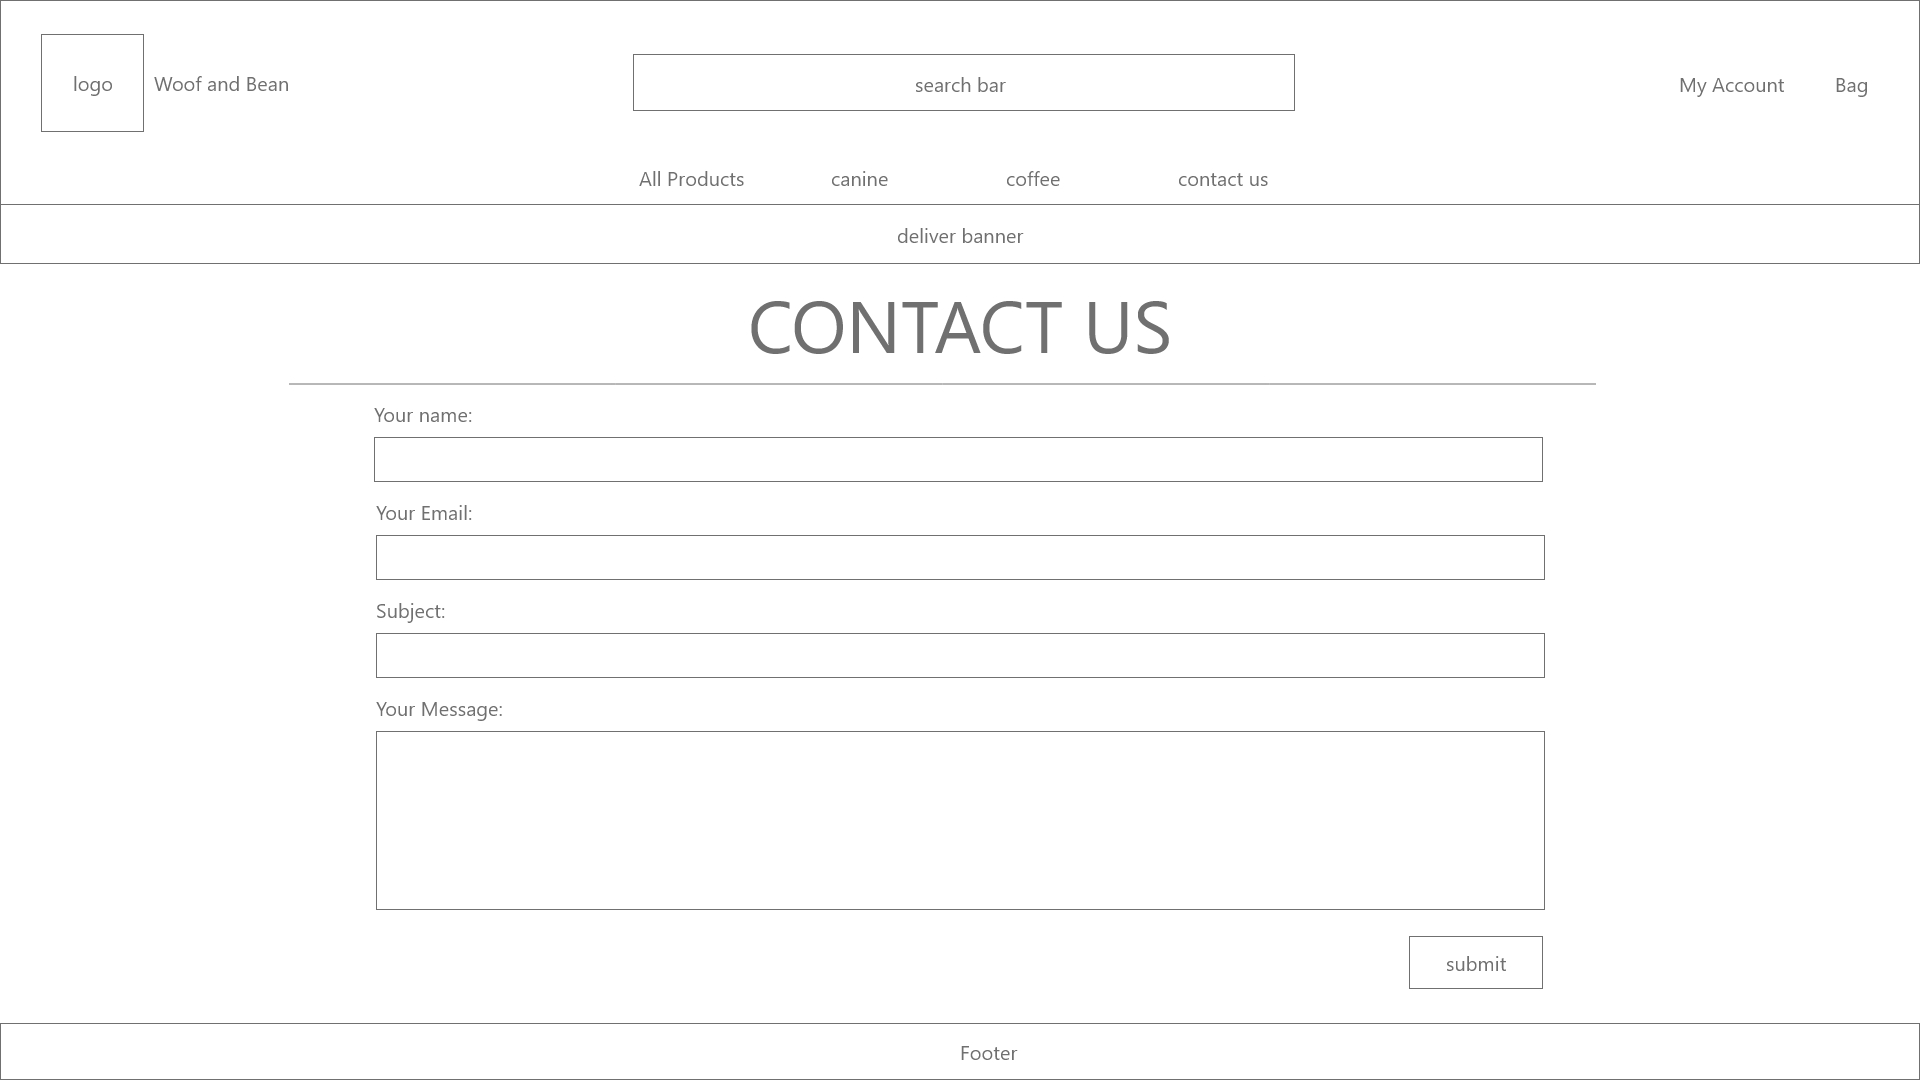 logo
Woof and Bean
search bar
My Account
Bag
All Products
canine
coffee
contact us
deliver banner
CONTACT US
Your name:
Your Email:
Subject:
Your Message:
submit
Footer